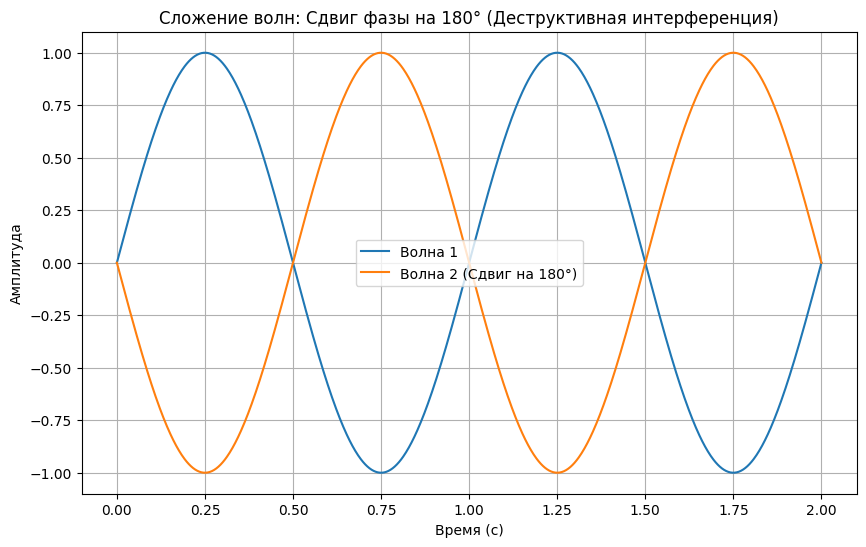 Сложение волн: Сдвиг фазы на 180° (Деструктивная интерференция)
Амплитуда
1.00
0.75
0.50
0.25
0.00
−0.25
−0.50
−0.75
−1.00
Волна 1
Волна 2 (Сдвиг на 180°)
0.00 0.25 0.50 0.75 1.00 1.25 1.50 1.75 2.00
Время (с)